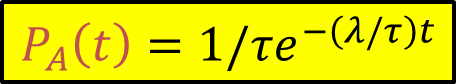 P_A(t) = 1/τe^{-(λ/τ)t}